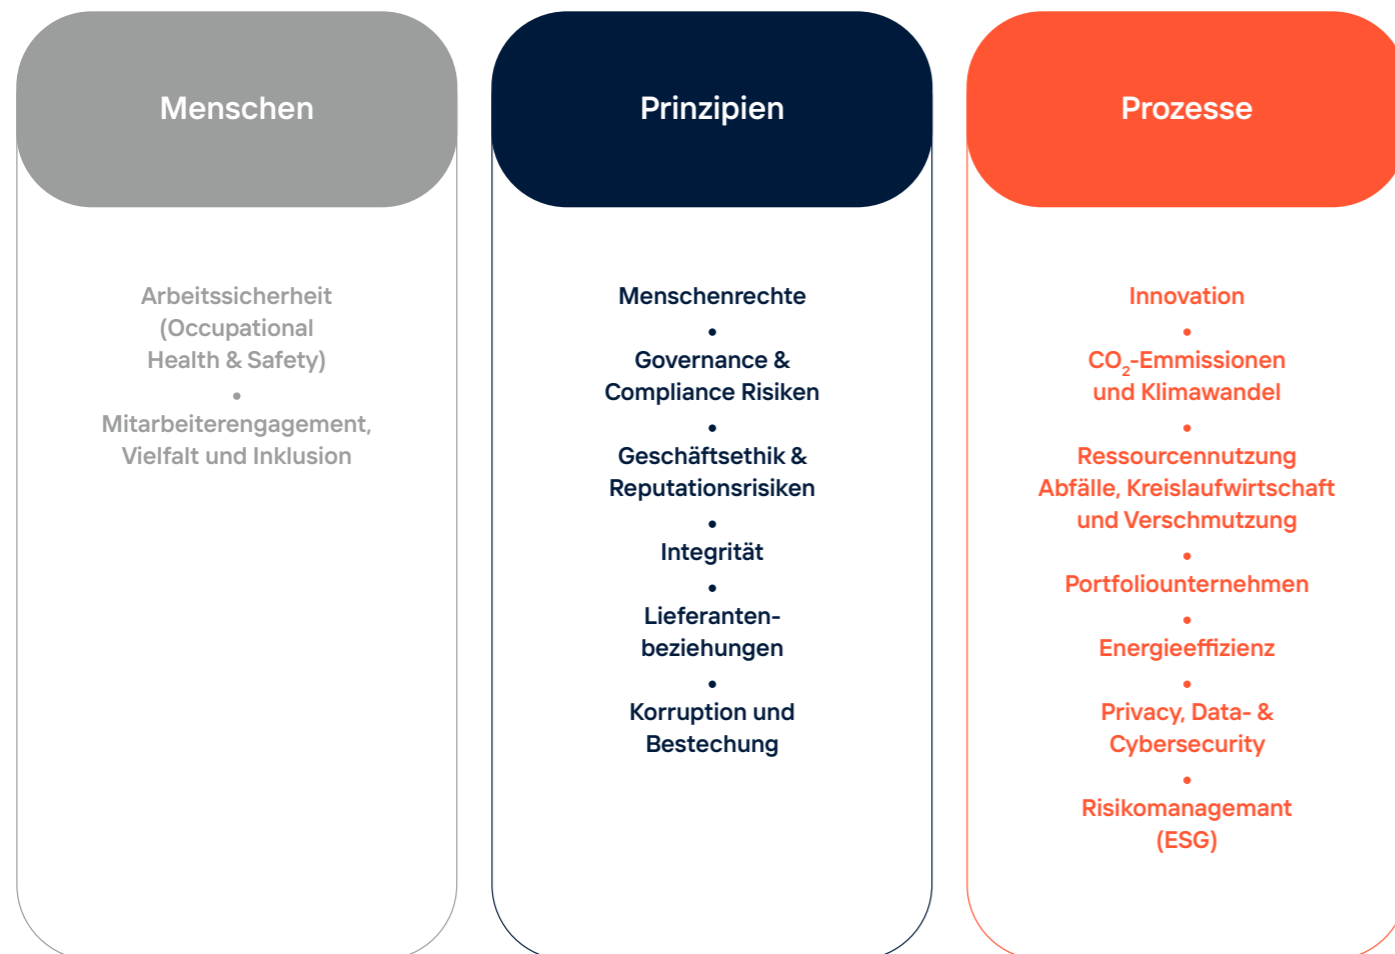 Menschen
Arbeitssicherheit
(Occupational
Health & Safety)
•
Mitarbeiterengagement,
Vielfalt und Inklusion
Prinzipien
Menschenrechte
•
Governance &
Compliance Risiken
•
Geschäftsethik &
Reputationsrisiken
•
Integrität
•
Lieferanten-
beziehungen
•
Korruption und
Bestechung
Prozesse
Innovation
•
CO₂-Emmissionen
und Klimawandel
•
Ressourcennutzung
Abfälle, Kreislaufwirtschaft
und Verschmutzung
•
Portfoliounternehmen
•
Energieeffizienz
•
Privacy, Data- &
Cybersecurity
•
Risikomanagemant
(ESG)